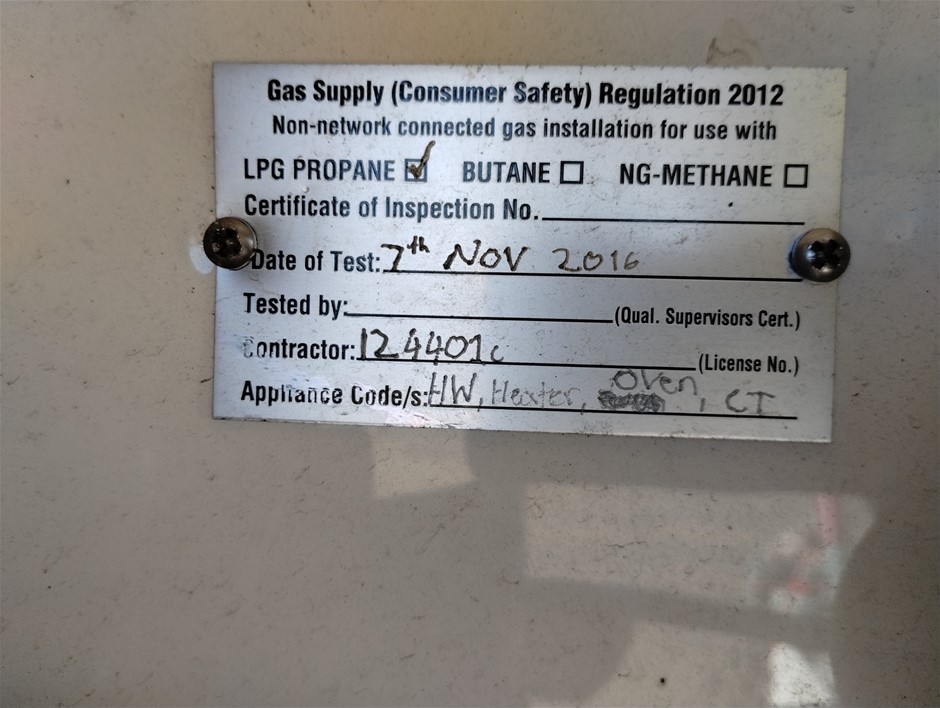 Gas Supply (Consumer Safety) Regulation 2012
Non-network connected gas installation for use with
LPG PROPANE ☑ BUTANE ☐ NG-METHANE ☐
Certificate of Inspection No.
Date of Test: 7th NOV 2016
Tested by: (Qual. Supervisors Cert.)
Contractor: 124401c (License No.)
Appliance Code/s: HW, Heater, Oven, CT